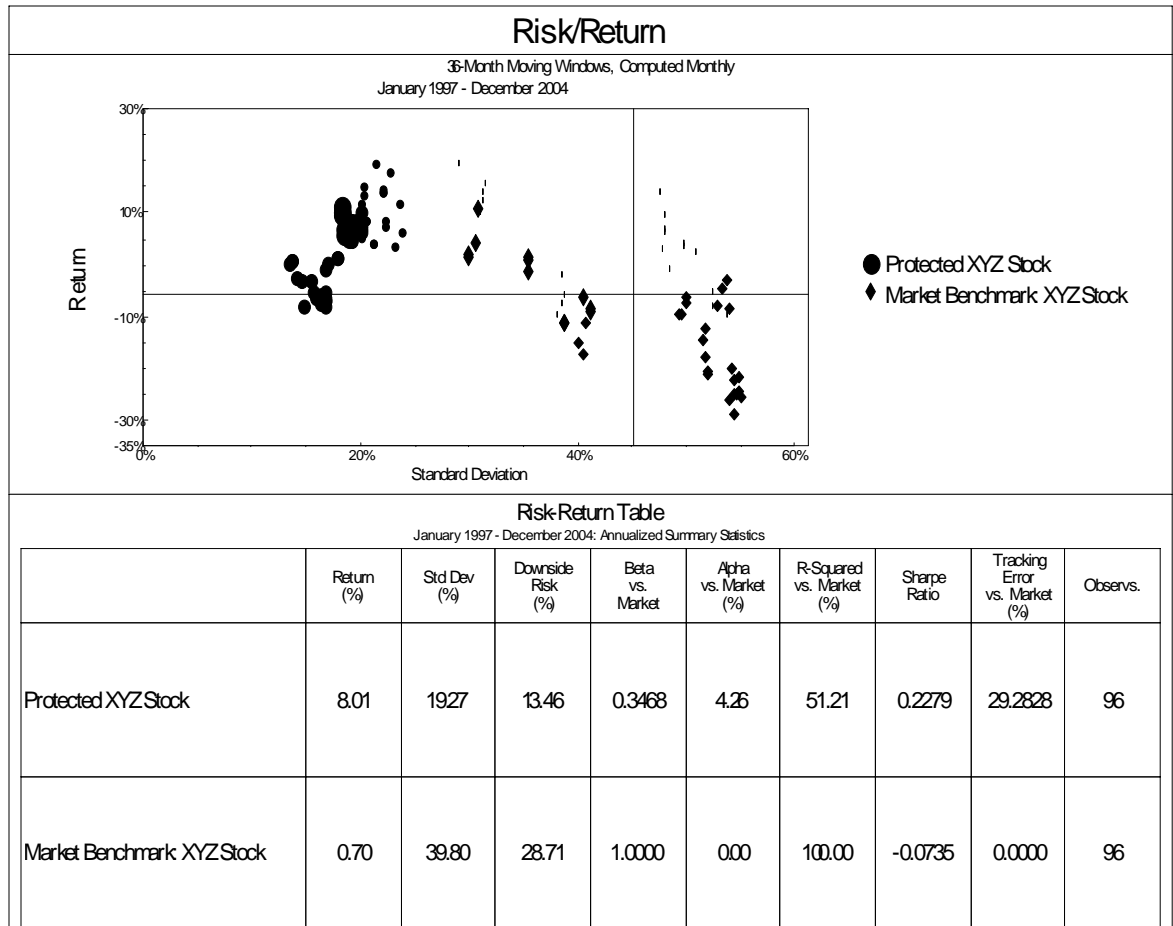 Risk/Return
36-Month Moving Windows, Computed Monthly
January 1997 - December 2004
30%
10%
-10%
-30%
-35%
Return
0%
20%
40%
60%
Standard Deviation
Protected XYZ Stock
Market Benchmark: XYZ Stock
Risk-Return Table
January 1997 - December 2004: Annualized Summary Statistics
Return (%) Std Dev (%) Downside Risk (%) Beta vs. Market Alpha vs. Market (%) R-Squared vs. Market (%) Sharpe Ratio Tracking Error vs. Market (%) Observs.
Protected XYZ Stock 8.01 19.27 13.46 0.3468 4.26 51.21 0.2279 29.2828 96
Market Benchmark: XYZ Stock 0.70 39.80 28.71 1.0000 0.00 100.00 -0.0735 0.0000 96